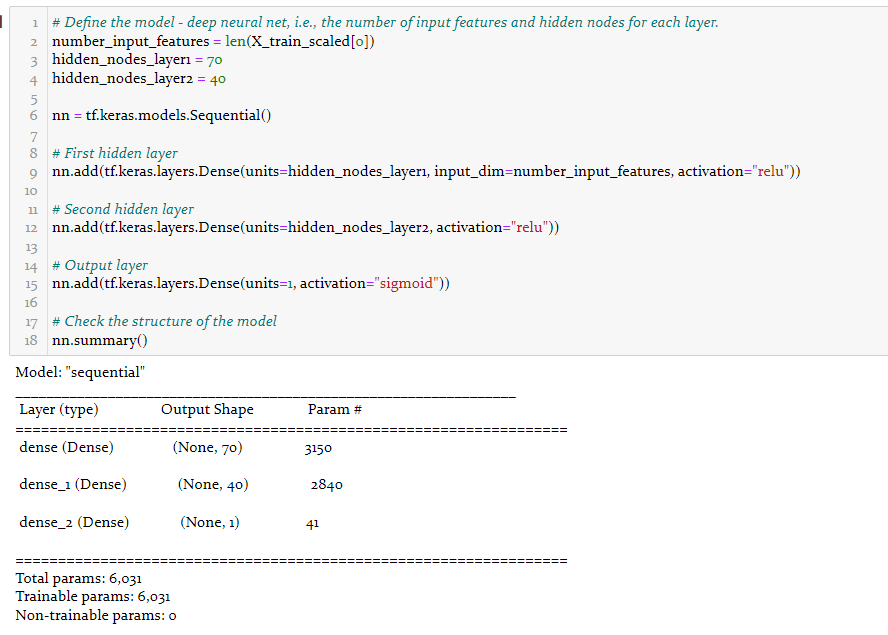 1 # Define the model - deep neural net, i.e., the number of input features and hidden nodes for each layer.
2 number_input_features = len(X_train_scaled[0])
3 hidden_nodes_layer1 = 70
4 hidden_nodes_layer2 = 40
5
6 nn = tf.keras.models.Sequential()
7
8 # First hidden layer
9 nn.add(tf.keras.layers.Dense(units=hidden_nodes_layer1, input_dim=number_input_features, activation="relu"))
10
11 # Second hidden layer
12 nn.add(tf.keras.layers.Dense(units=hidden_nodes_layer2, activation="relu"))
13
14 # Output layer
15 nn.add(tf.keras.layers.Dense(units=1, activation="sigmoid"))
16
17 # Check the structure of the model
18 nn.summary()
Model: "sequential"
_________________________________________________________________
Layer (type) Output Shape Param #
=================================================================
dense (Dense) (None, 70) 3150
dense_1 (Dense) (None, 40) 2840
dense_2 (Dense) (None, 1) 41
=================================================================
Total params: 6,031
Trainable params: 6,031
Non-trainable params: 0